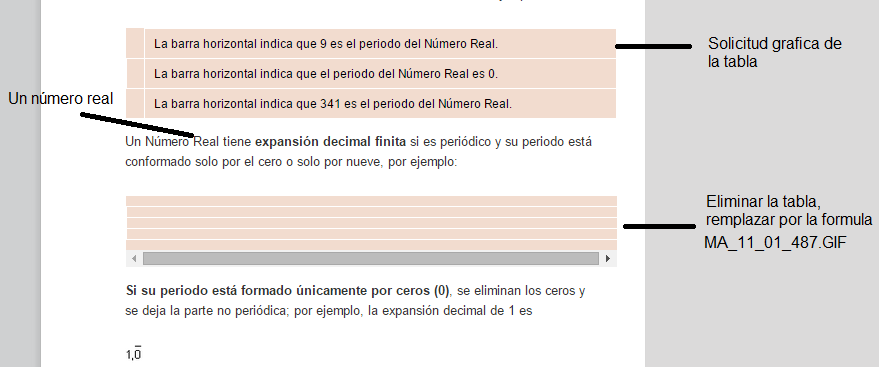 La barra horizontal indica que 9 es el periodo del Número Real.
Solicitud grafica de
la tabla
La barra horizontal indica que el periodo del Número Real es 0.
Un número real
La barra horizontal indica que 341 es el periodo del Número Real.
Un Número Real tiene expansión decimal finita si es periódico y su periodo está
conformado solo por el cero o solo por nueve, por ejemplo:
Eliminar la tabla,
remplazar por la formula
MA_11_01_487.GIF
Si su periodo está formado únicamente por ceros (0), se eliminan los ceros y
se deja la parte no periódica; por ejemplo, la expansión decimal de 1 es
1,0̅